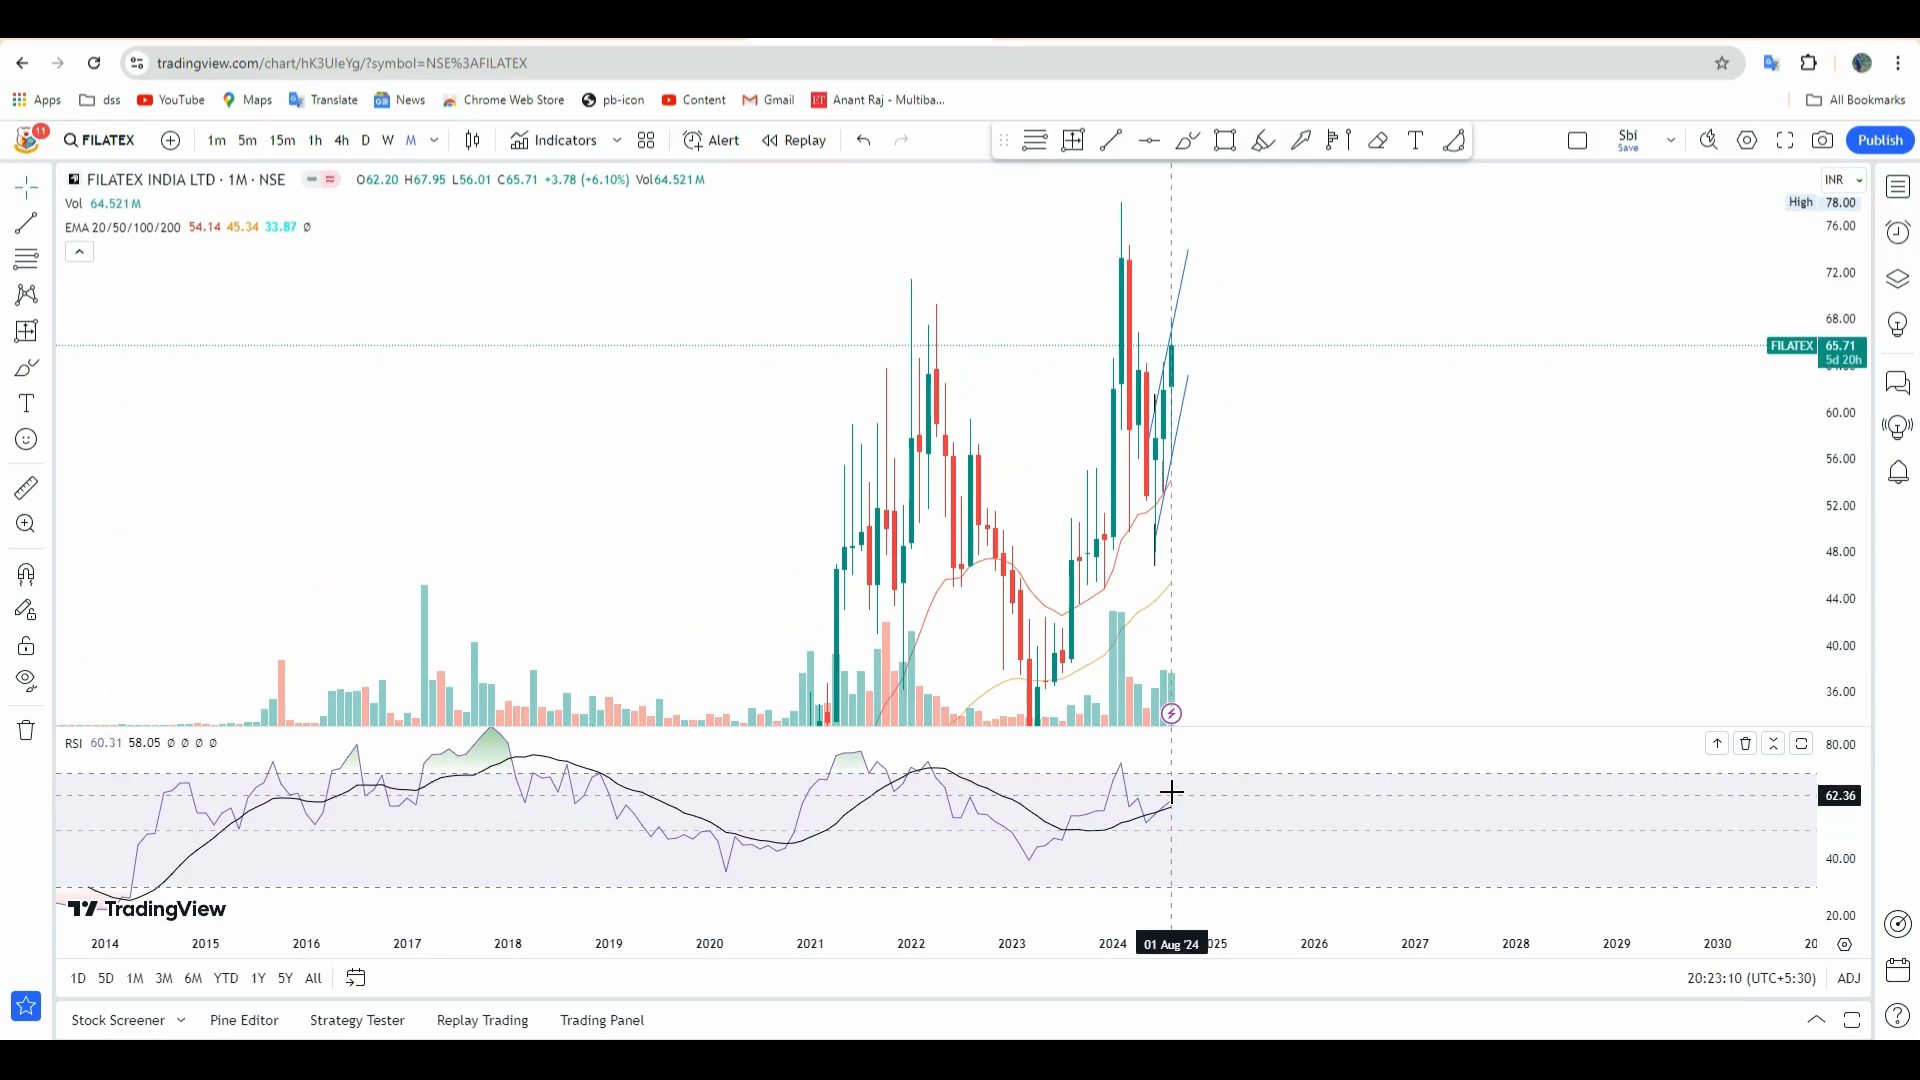 tradingview.com/chart/hK3UIeYg/?symbol=NSE%3AFILATEX
Apps dss YouTube Maps Translate News Chrome Web Store pb-icon Content Gmail ET Anant Raj - Multiba... All Bookmarks
11 FILATEX 1m 5m 15m 1h 4h D W M Indicators Alert Replay T Sbi Save Publish
FILATEX INDIA LTD · 1M · NSE O62.20 H67.95 L56.01 C65.71 +3.78 (+6.10%) Vol64.521M INR
Vol 64.521M
High 78.00
EMA 20/50/100/200 54.14 45.34 33.87 Ø
76.00
72.00
68.00
FILATEX 65.71
5d 20h
60.00
56.00
52.00
48.00
44.00
40.00
36.00
RSI 60.31 58.05 Ø Ø Ø Ø
80.00
62.36
40.00
TradingView
20.00
2014 2015 2016 2017 2018 2019 2020 2021 2022 2023 2024 01 Aug '24 025 2026 2027 2028 2029 2030 20
1D 5D 1M 3M 6M YTD 1Y 5Y All 20:23:10 (UTC+5:30) ADJ
Stock Screener Pine Editor Strategy Tester Replay Trading Trading Panel